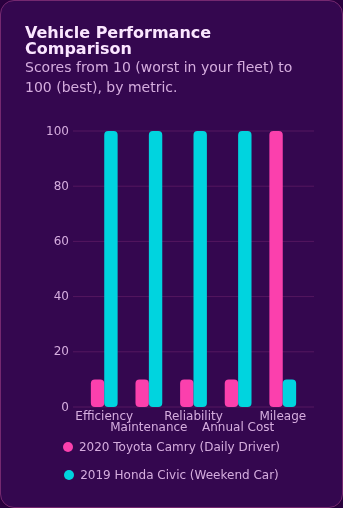 Vehicle Performance
Comparison
Scores from 10 (worst in your fleet) to
100 (best), by metric.
100
80
60
40
20
0
Efficiency
Maintenance
Reliability
Annual Cost
Mileage
2020 Toyota Camry (Daily Driver)
2019 Honda Civic (Weekend Car)